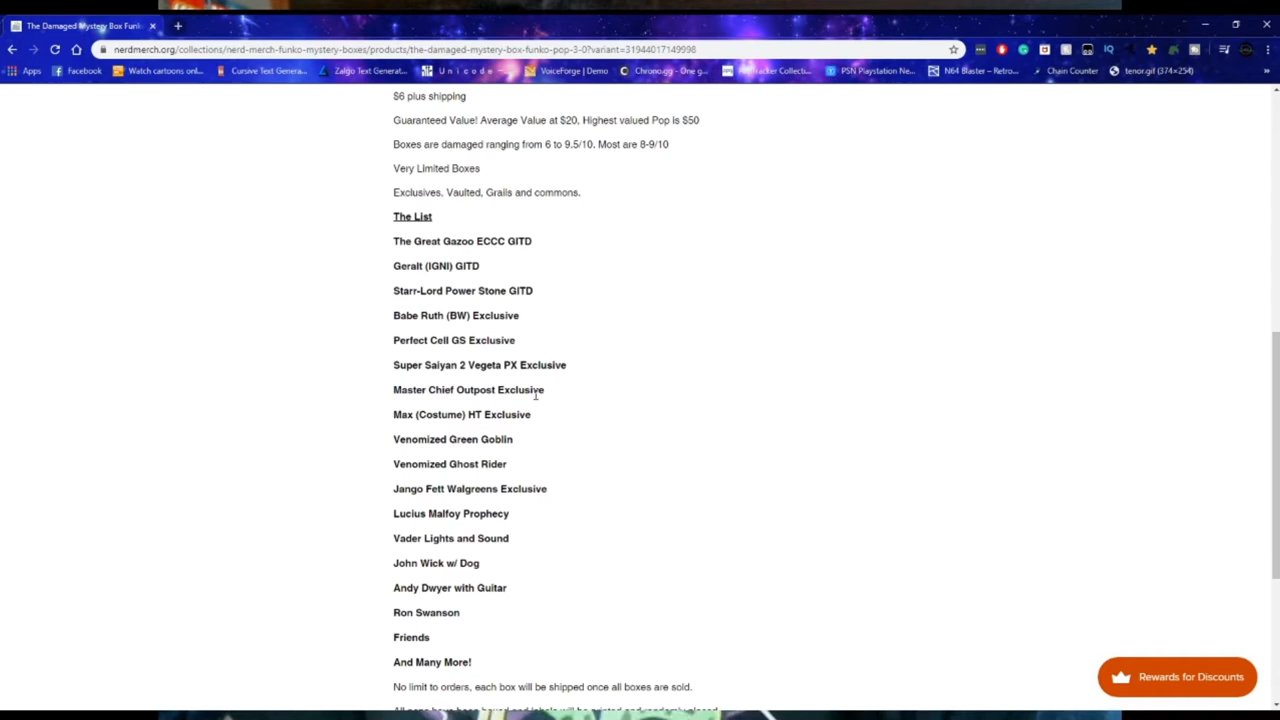 The Damaged Mystery Box Funk
nerdmerch.org/collections/nerd-merch-funko-mystery-boxes/products/the-damaged-mystery-box-funko-pop-3-0?variant=31944017149998
Apps Facebook Watch cartoons onl... Cursive Text Genera... Zalgo Text Generat... U n i c o d e VoiceForge | Demo Chrono.gg - One g... Collecti... PSN Playstation Ne... N64 Blaster – Retro... Chain Counter tenor.gif (374×254)
$6 plus shipping
Guaranteed Value! Average Value at $20, Highest valued Pop is $50
Boxes are damaged ranging from 6 to 9.5/10. Most are 8-9/10
Very Limited Boxes
Exclusives, Vaulted, Grails and commons.
The List
The Great Gazoo ECCC GITD
Geralt (IGNI) GITD
Starr-Lord Power Stone GITD
Babe Ruth (BW) Exclusive
Perfect Cell GS Exclusive
Super Saiyan 2 Vegeta PX Exclusive
Master Chief Outpost Exclusive
Max (Costume) HT Exclusive
Venomized Green Goblin
Venomized Ghost Rider
Jango Fett Walgreens Exclusive
Lucius Malfoy Prophecy
Vader Lights and Sound
John Wick w/ Dog
Andy Dwyer with Guitar
Ron Swanson
Friends
And Many More!
No limit to orders, each box will be shipped once all boxes are sold.
Rewards for Discounts